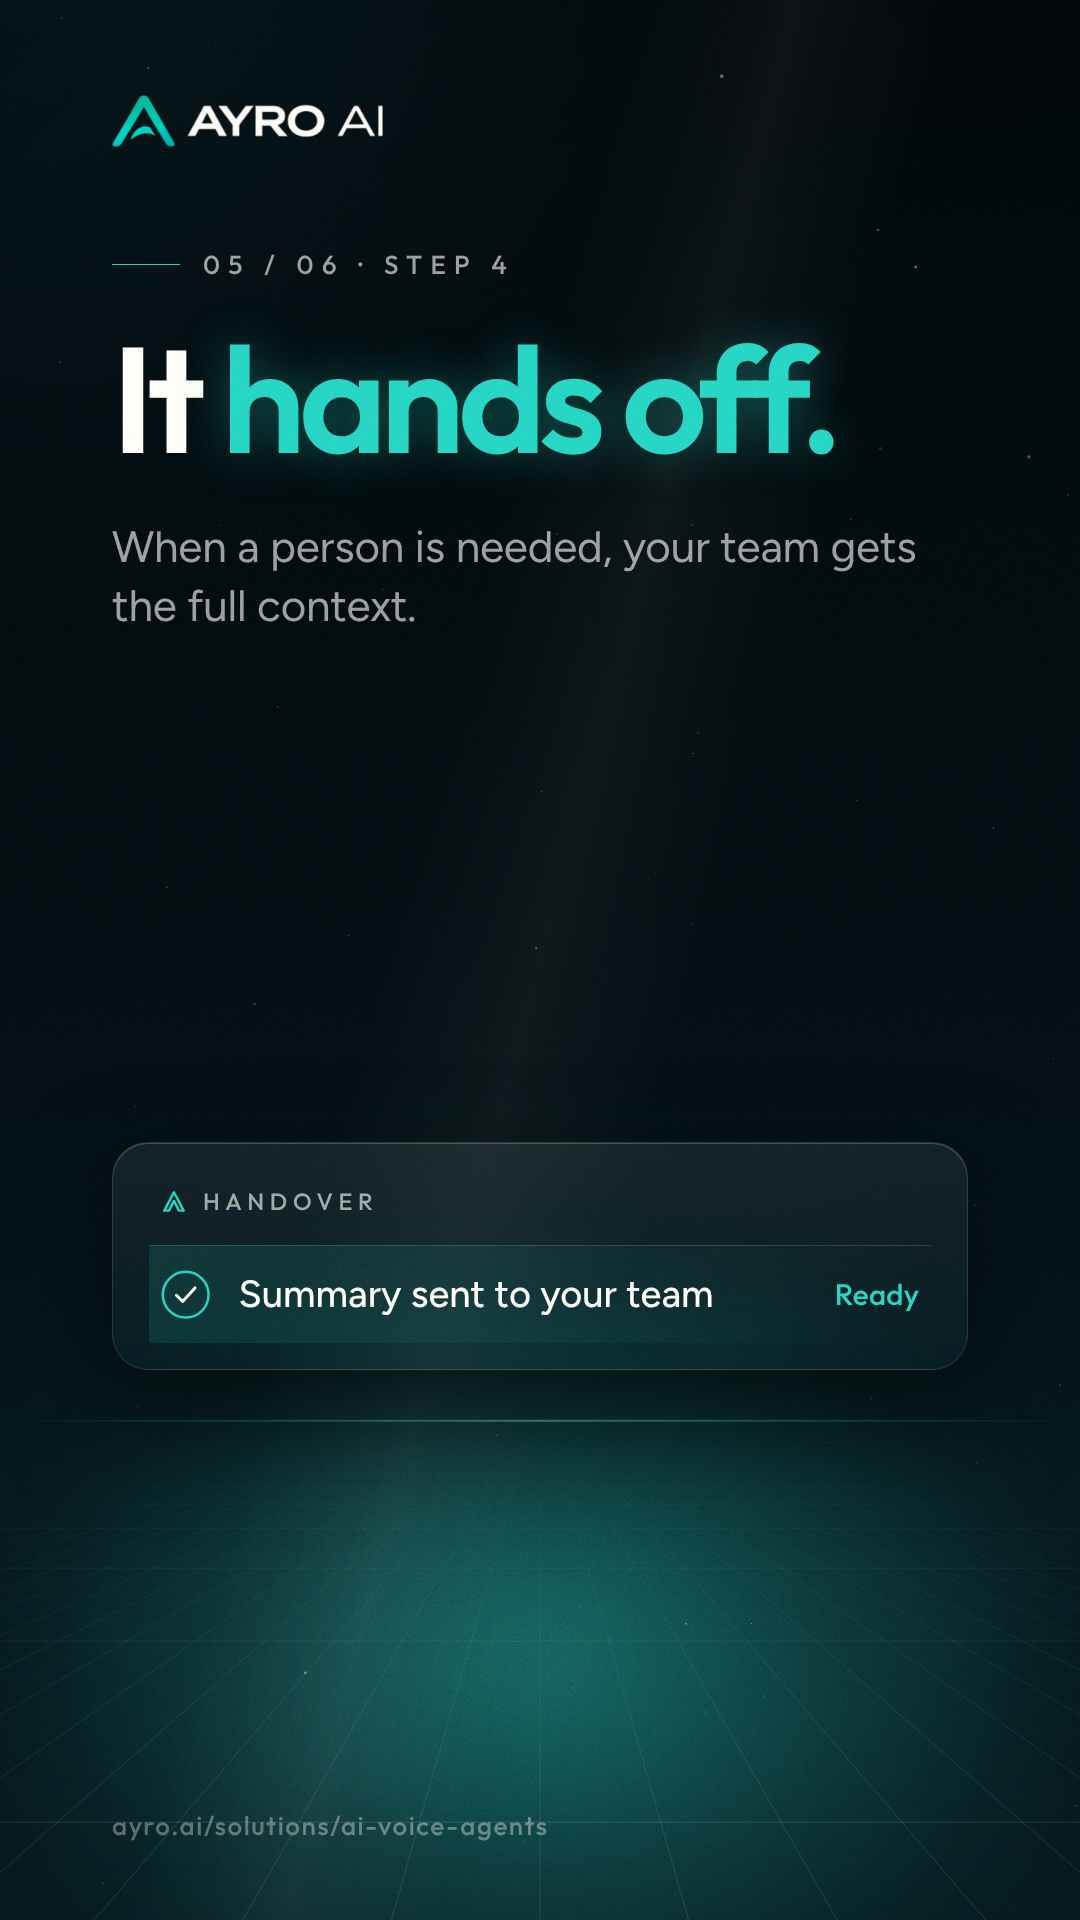 AYRO AI
05 / 06 · STEP 4
It hands off.
When a person is needed, your team gets
the full context.
HANDOVER
Summary sent to your team Ready
ayro.ai/solutions/ai-voice-agents